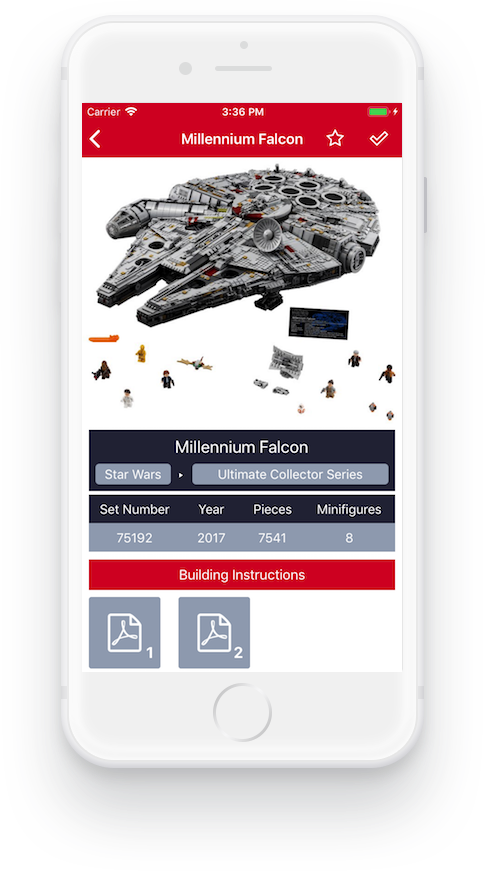 Carrier 3:36 PM
Millennium Falcon
Millennium Falcon
Star Wars ‣ Ultimate Collector Series
Set Number Year Pieces Minifigures
75192 2017 7541 8
Building Instructions
1 2